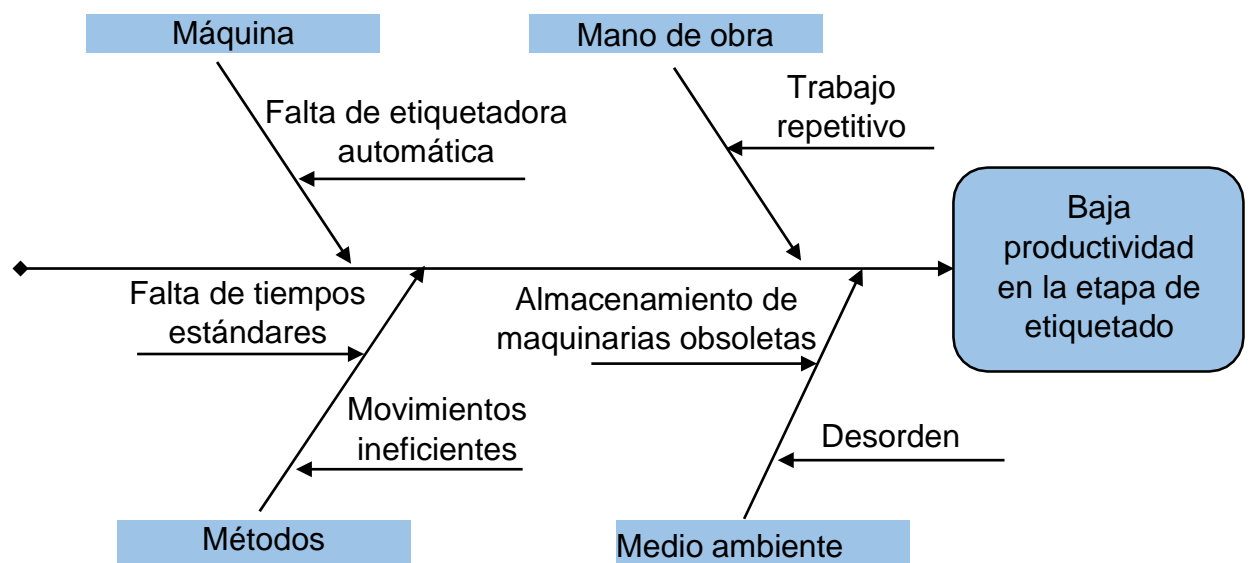 Máquina
Mano de obra
Falta de etiquetadora
automática
Trabajo
repetitivo
Baja
productividad
en la etapa de
etiquetado
Falta de tiempos
estándares
Almacenamiento de
maquinarias obsoletas
Movimientos
ineficientes
Desorden
Métodos
Medio ambiente